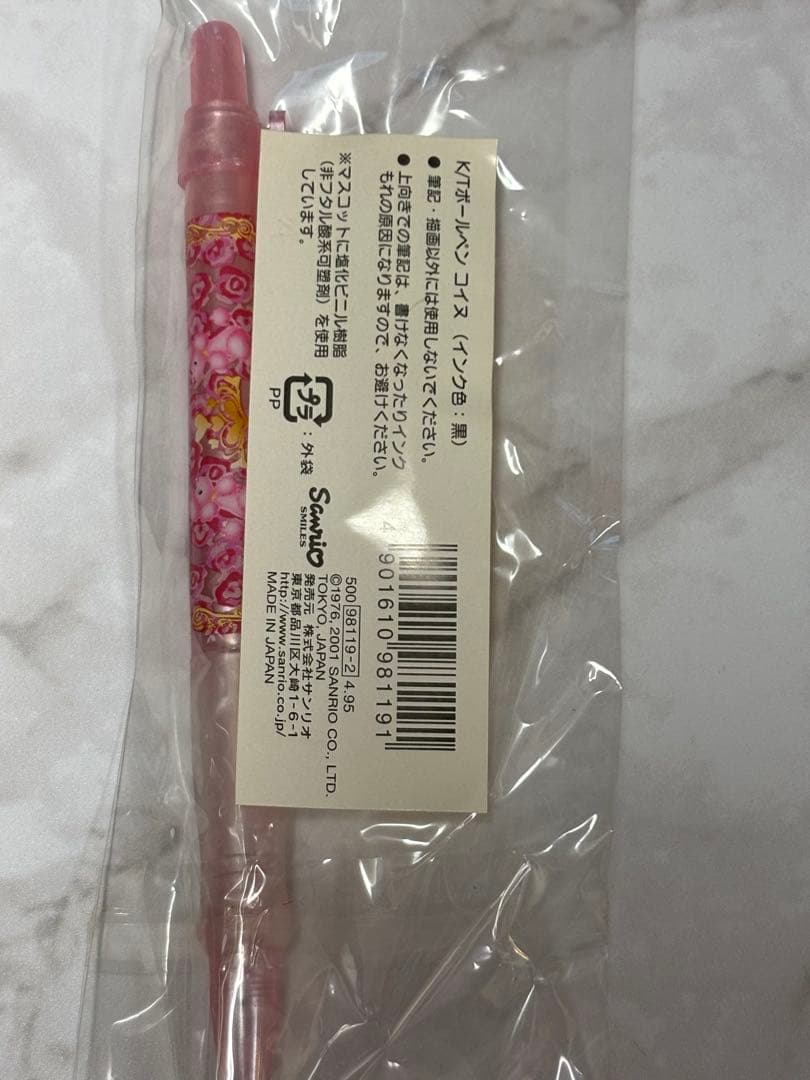 K/Tボールペン コイヌ （インク色：黒）
● 筆記・描画以外には使用しないでください。
● 上向きでの筆記は、書けなくなったりインク
もれの原因になりますので、お避けください。
※マスコットに塩化ビニル樹脂
（非フタル酸系可塑剤）を使用
しています。
プラ
PP
：外袋
Sanrio
SMILES
4 901610 981191
500 98119-2 4.95
©1976, 2001 SANRIO CO., LTD.
TOKYO, JAPAN
発売元 株式会社サンリオ
東京都品川区大崎1-6-1
http://www.sanrio.co.jp/
MADE IN JAPAN